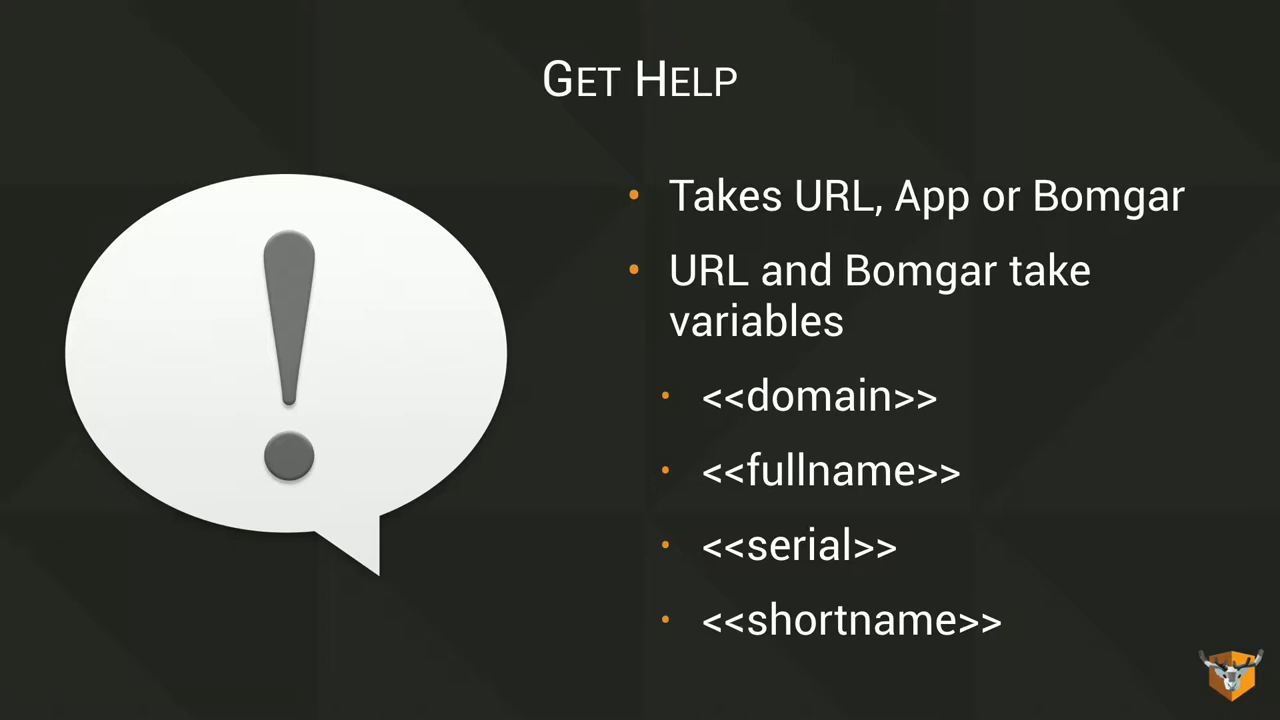 GET HELP
• Takes URL, App or Bomgar
• URL and Bomgar take
variables
• <<domain>>
• <<fullname>>
• <<serial>>
• <<shortname>>